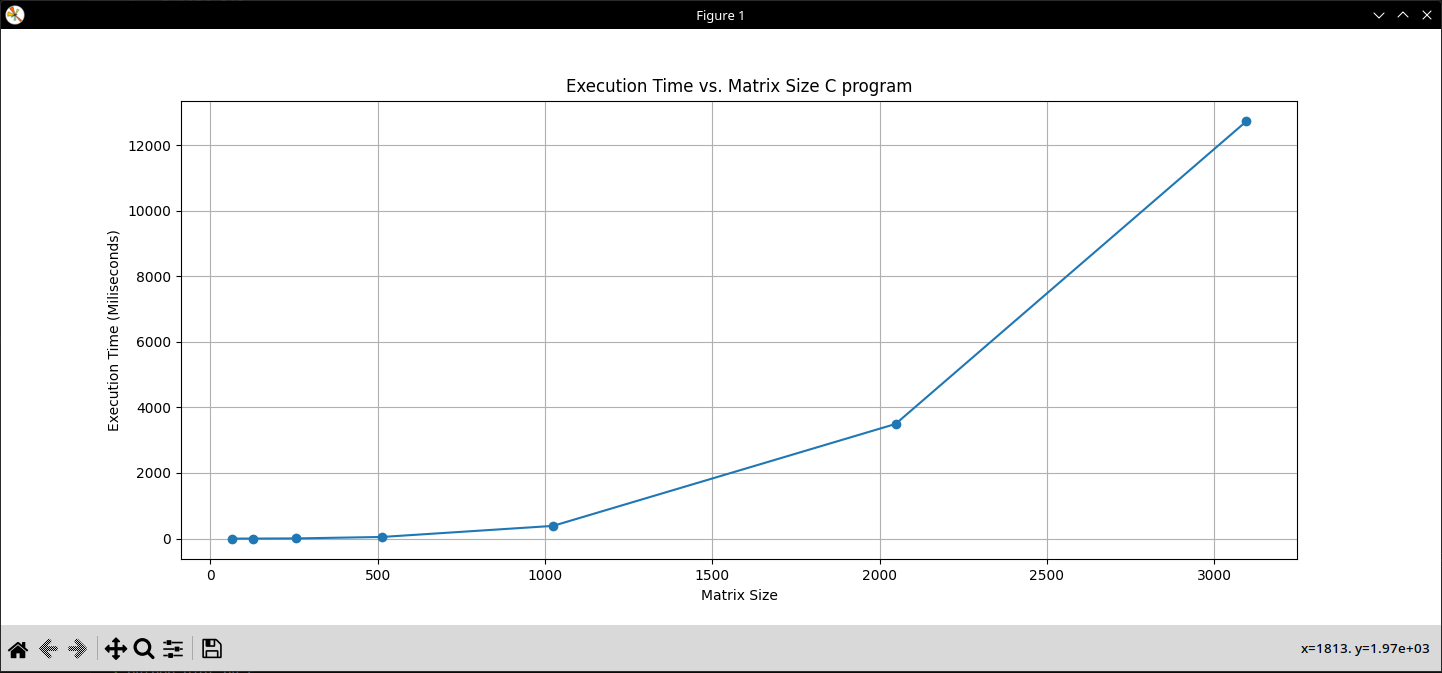 Figure 1
Execution Time vs. Matrix Size C program
12000
10000
8000
6000
4000
2000
0
Execution Time (Miliseconds)
0 500 1000 1500 2000 2500 3000
Matrix Size
x=1813. y=1.97e+03